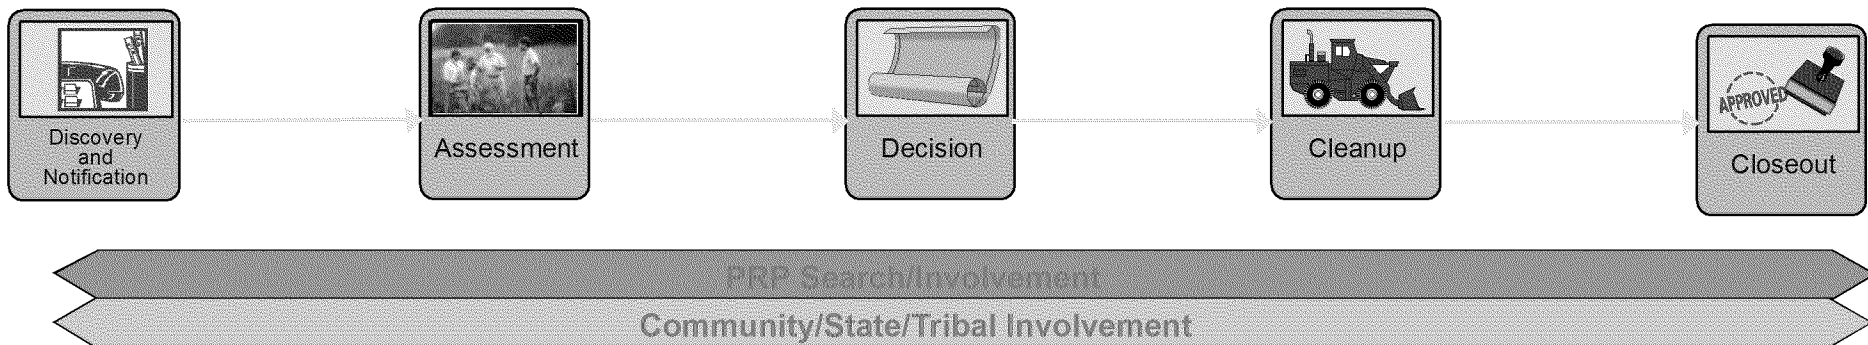 Discovery
and
Notification
Assessment
Decision
Cleanup
APPROVED
Closeout
PRP Search/Involvement
Community/State/Tribal Involvement